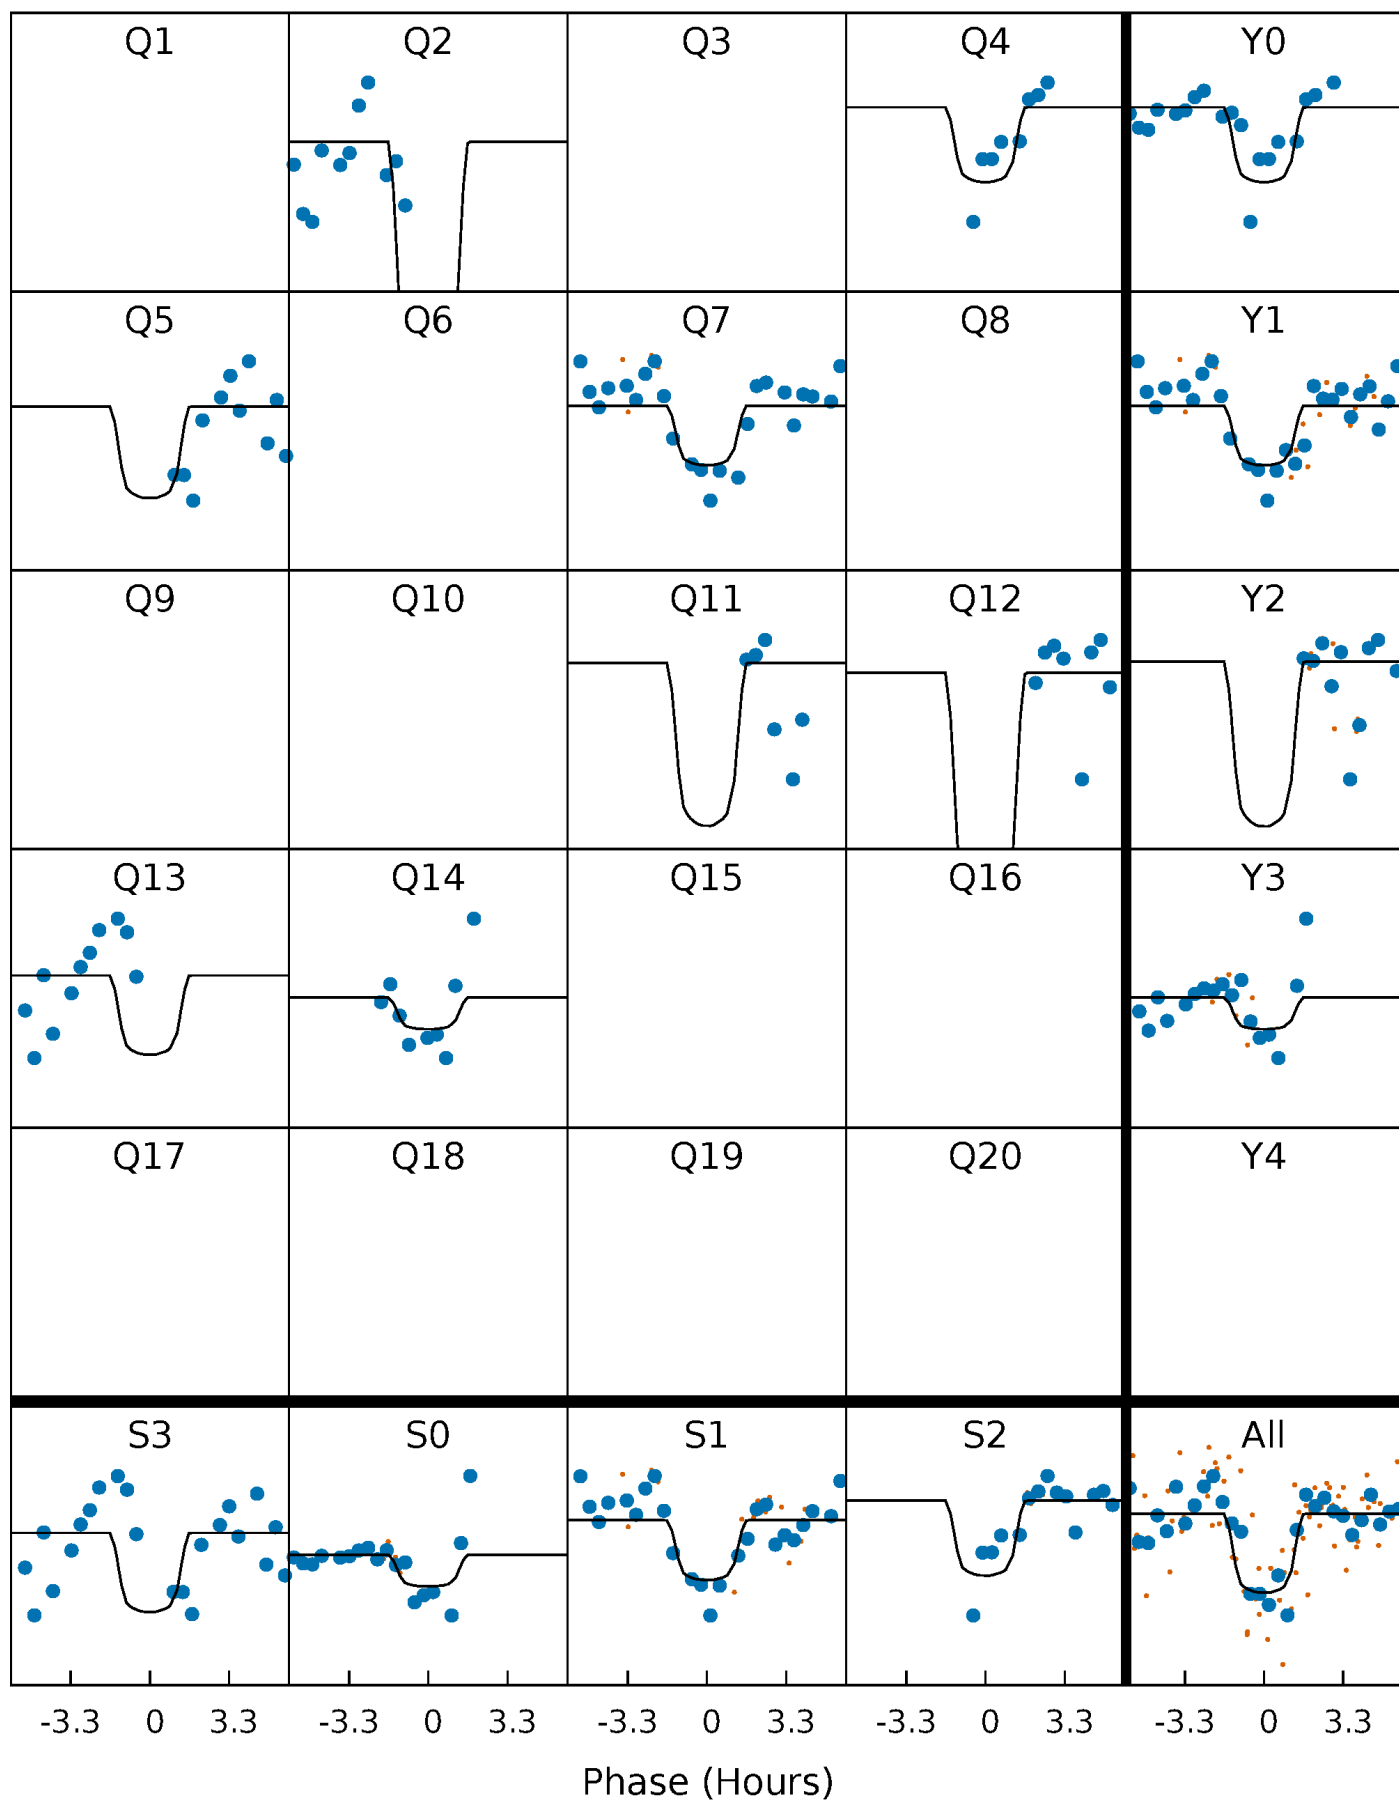 Q1 Q2 Q3 Q4 Y0
Q5 Q6 Q7 Q8 Y1
Q9 Q10 Q11 Q12 Y2
Q13 Q14 Q15 Q16 Y3
Q17 Q18 Q19 Q20 Y4
S3 S0 S1 S2 All
-3.3 0 3.3 -3.3 0 3.3 -3.3 0 3.3 -3.3 0 3.3 -3.3 0 3.3
Phase (Hours)